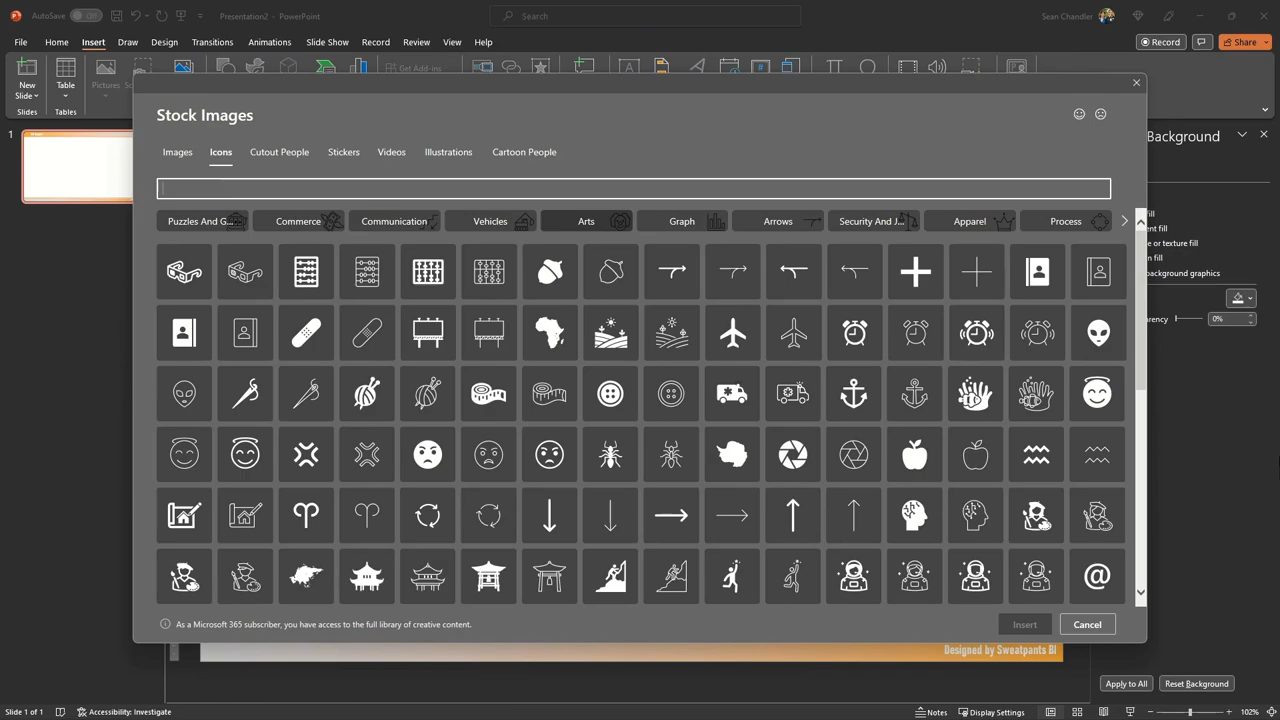 AutoSave Off Presentation2 - PowerPoint Search Sean Chandler
File Home Insert Draw Design Transitions Animations Slide Show Record Review View Help Record Share
New Slide Table Pictures Get Add-ins
Slides Tables
Stock Images
Images Icons Cutout People Stickers Videos Illustrations Cartoon People
Puzzles And G... Commerce Communication Vehicles Arts Graph Arrows Security And J... Apparel Process
@
As a Microsoft 365 subscriber, you have access to the full library of creative content.
Insert Cancel
1
Background
fill
ent fill
e or texture fill
n fill
background graphics
arency 0%
Designed by Sweatpants BI
Apply to All Reset Background
Slide 1 of 1 Accessibility: Investigate Notes Display Settings 102%